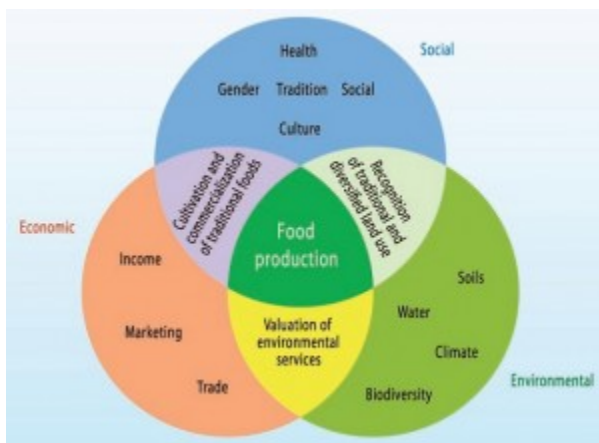 Health
Social
Gender Tradition Social
Culture
Cultivation and
commercialization
of traditional foods
Recognition
of traditional and
diversified land use
Economic
Food
production
Income
Soils
Water
Marketing
Valuation of
environmental
services
Climate
Trade
Biodiversity
Environmental